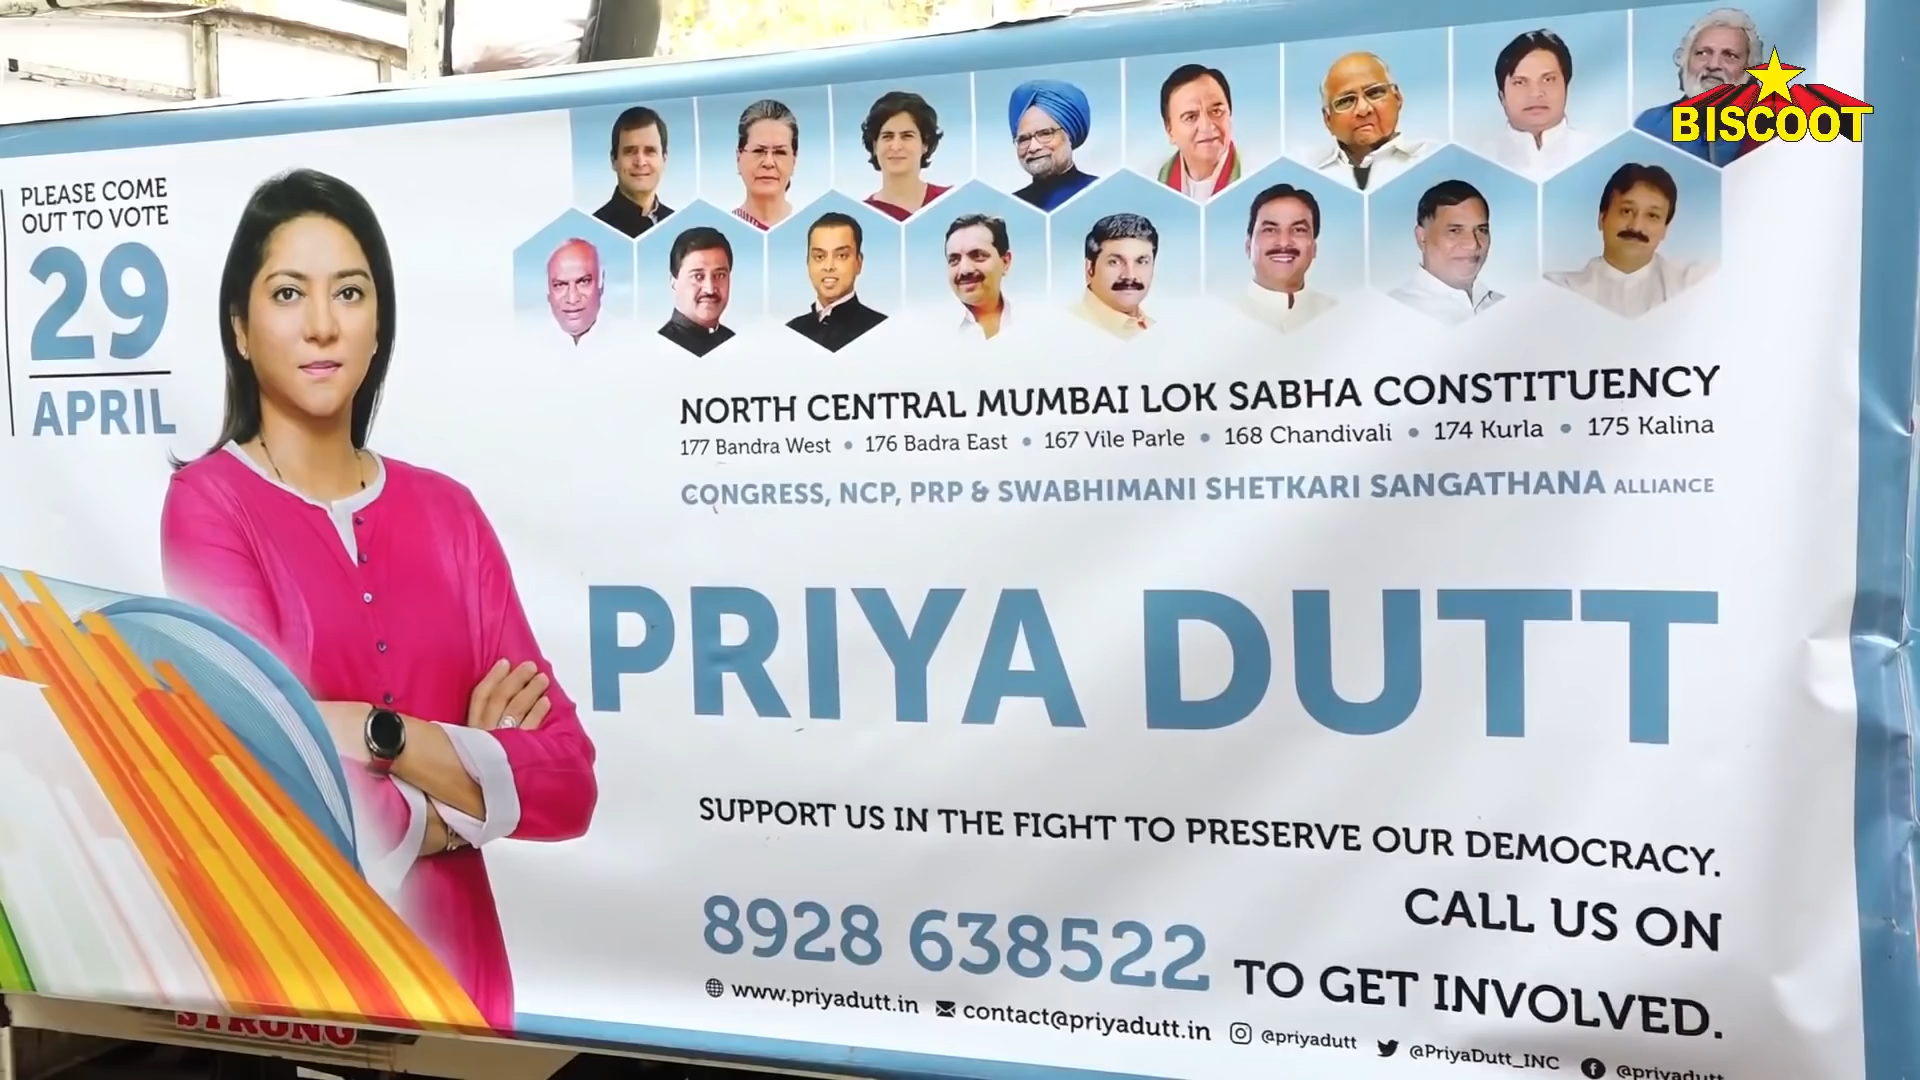 BISCOOT
PLEASE COME
OUT TO VOTE
29
APRIL
NORTH CENTRAL MUMBAI LOK SABHA CONSTITUENCY
177 Bandra West • 176 Badra East • 167 Vile Parle • 168 Chandivali • 174 Kurla • 175 Kalina
CONGRESS, NCP, PRP & SWABHIMANI SHETKARI SANGATHANA ALLIANCE
PRIYA DUTT
SUPPORT US IN THE FIGHT TO PRESERVE OUR DEMOCRACY.
CALL US ON
8928 638522 TO GET INVOLVED.
www.priyadutt.in contact@priyadutt.in @priyadutt @PriyaDutt_INC @priyadutt
STRONG